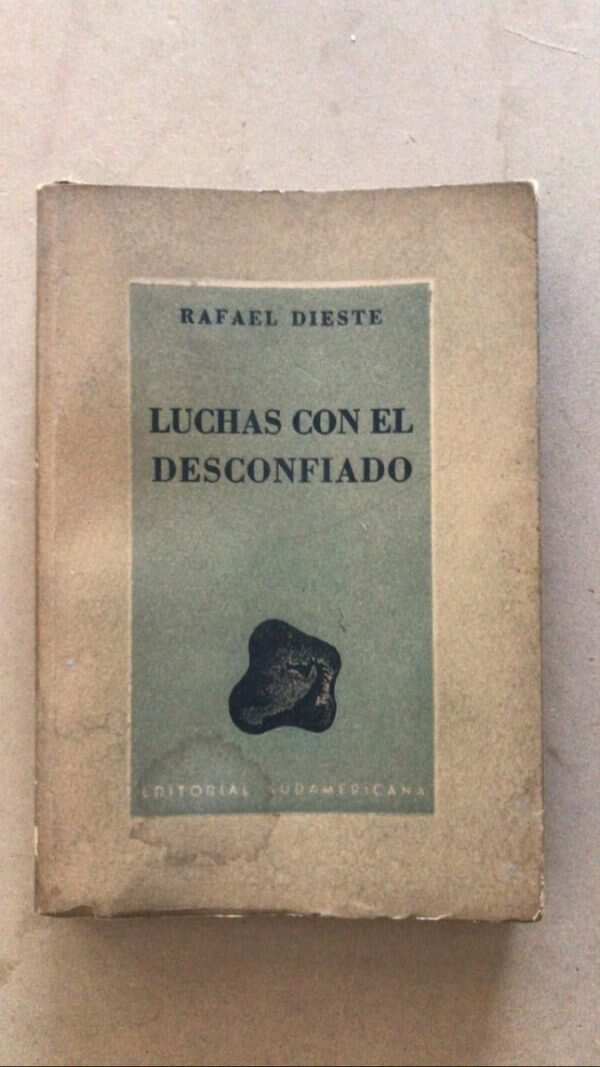 RAFAEL DIESTE
LUCHAS CON EL
DESCONFIADO
EDITORIAL SUDAMERICANA